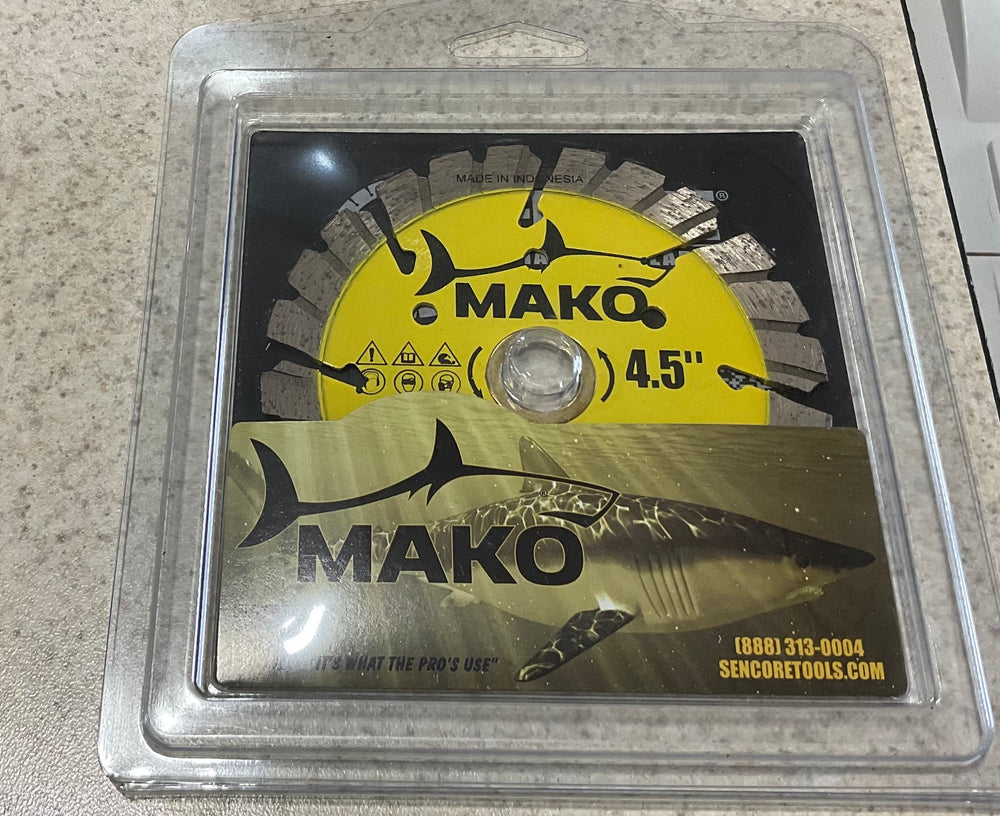 MADE IN INDONESIA
®
MAKO
4.5"
®
MAKO
IT'S WHAT THE PRO'S USE"
(888) 313-0004
SENCORETOOLS.COM